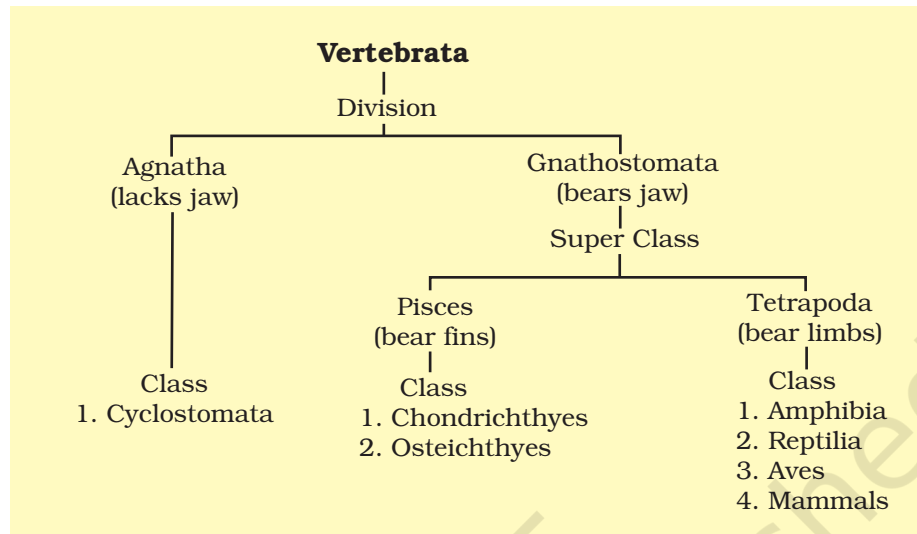 Vertebrata
Division
Agnatha
(lacks jaw)
Gnathostomata
(bears jaw)
Super Class
Pisces
(bear fins)
Tetrapoda
(bear limbs)
Class
1. Cyclostomata
Class
1. Chondrichthyes
2. Osteichthyes
Class
1. Amphibia
2. Reptilia
3. Aves
4. Mammals